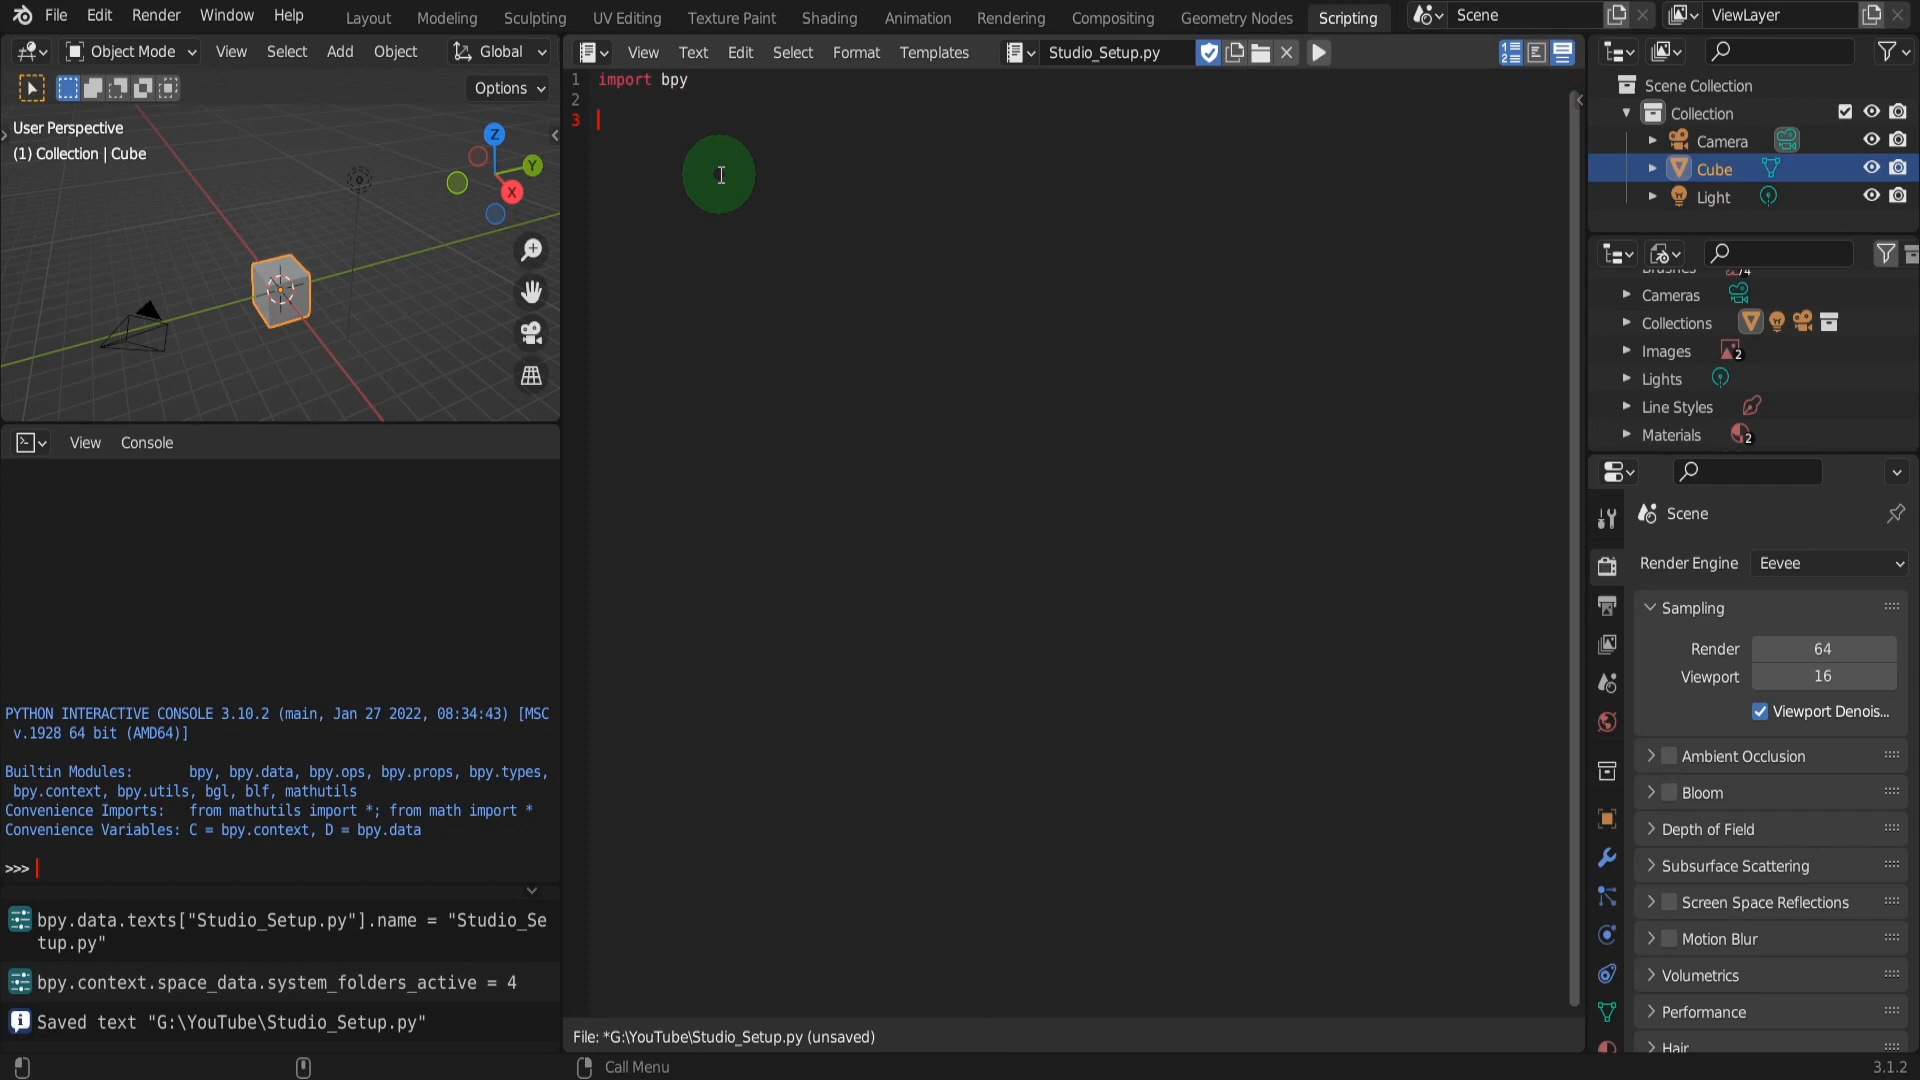 File Edit Render Window Help Layout Modeling Sculpting UV Editing Texture Paint Shading Animation Rendering Compositing Geometry Nodes Scripting Scene ViewLayer
Object Mode View Select Add Object Global
Options
User Perspective
(1) Collection | Cube
Z
Y
X
View Console
PYTHON INTERACTIVE CONSOLE 3.10.2 (main, Jan 27 2022, 08:34:43) [MSC
v.1928 64 bit (AMD64)]
Builtin Modules: bpy, bpy.data, bpy.ops, bpy.props, bpy.types,
bpy.context, bpy.utils, bgl, blf, mathutils
Convenience Imports: from mathutils import *; from math import *
Convenience Variables: C = bpy.context, D = bpy.data
>>>
bpy.data.texts["Studio_Setup.py"].name = "Studio_Se
tup.py"
bpy.context.space_data.system_folders_active = 4
Saved text "G:\YouTube\Studio_Setup.py"
View Text Edit Select Format Templates Studio_Setup.py
1 import bpy
2
3
File: *G:\YouTube\Studio_Setup.py (unsaved)
Scene Collection
Collection
Camera
Cube
Light
Brushes 74
Cameras
Collections
Images 2
Lights
Line Styles
Materials 2
Scene
Render Engine Eevee
Sampling
Render 64
Viewport 16
Viewport Denois...
Ambient Occlusion
Bloom
Depth of Field
Subsurface Scattering
Screen Space Reflections
Motion Blur
Volumetrics
Performance
Hair
Call Menu
3.1.2